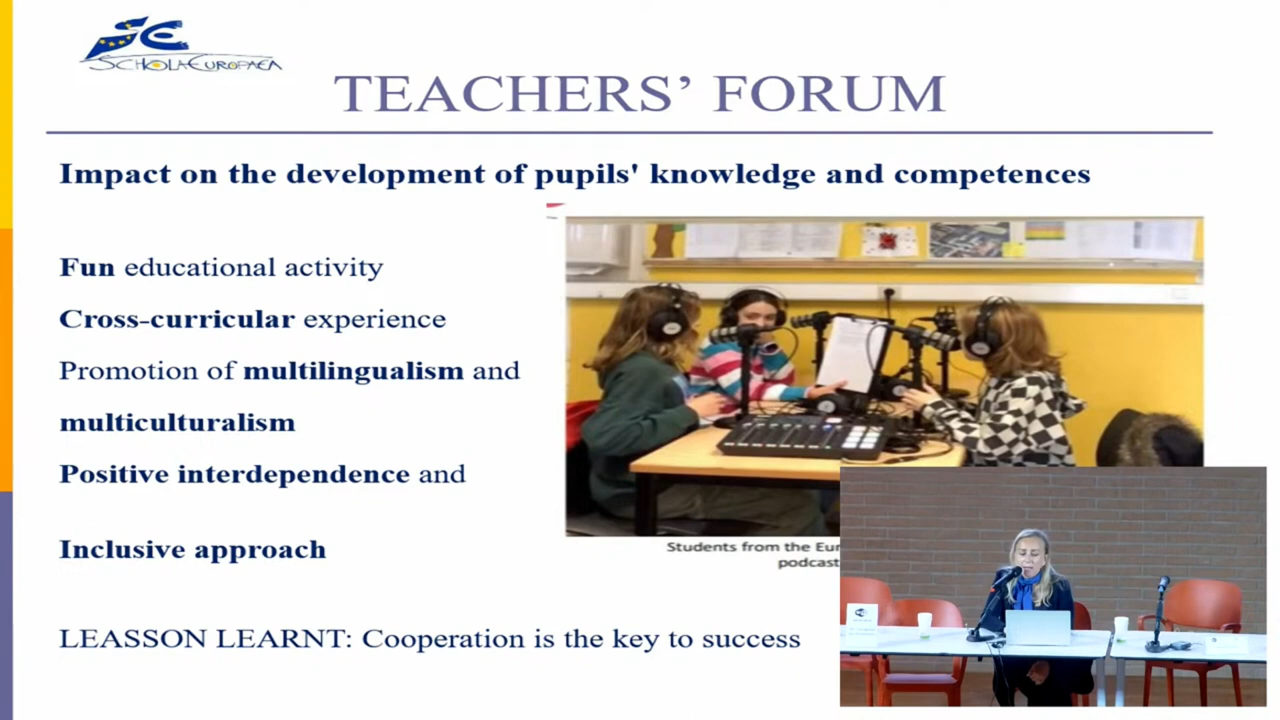 SCHOLAEUROPAEA
TEACHERS' FORUM
Impact on the development of pupils' knowledge and competences
Fun educational activity
Cross-curricular experience
Promotion of multilingualism and
multiculturalism
Positive interdependence and
Inclusive approach
Students from the Eur
podcast
LEASSON LEARNT: Cooperation is the key to success